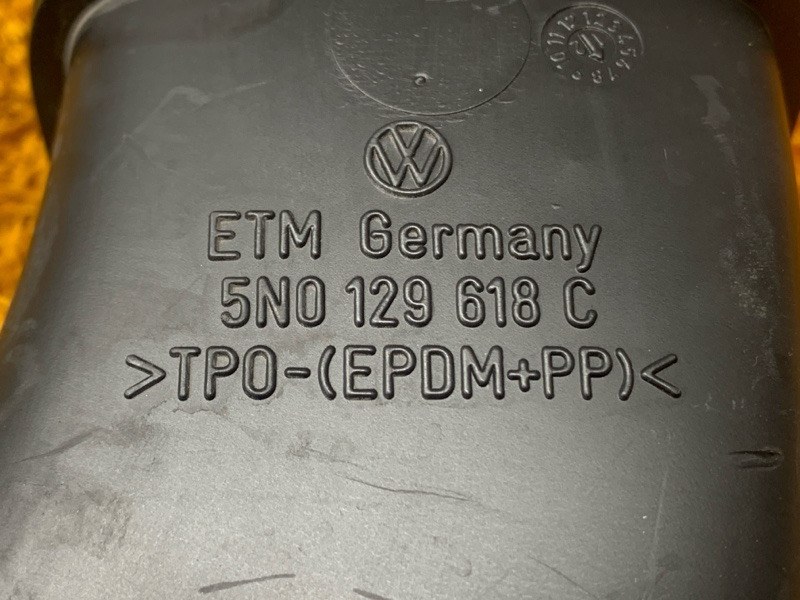 ETM Germany
5N0 129 618 C
>TPO-(EPDM+PP)<